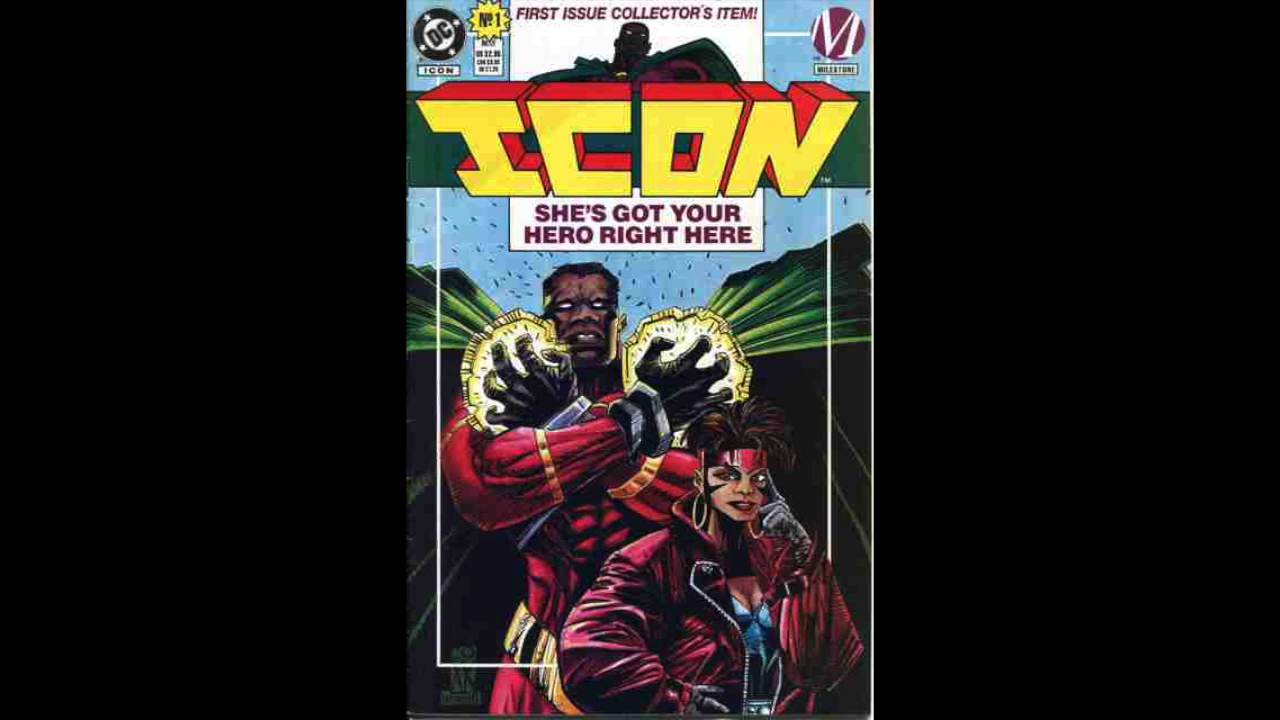 DC
ICON
Nº1
FIRST ISSUE COLLECTOR'S ITEM!
M
MILESTONE
ICON
TM
SHE'S GOT YOUR
HERO RIGHT HERE